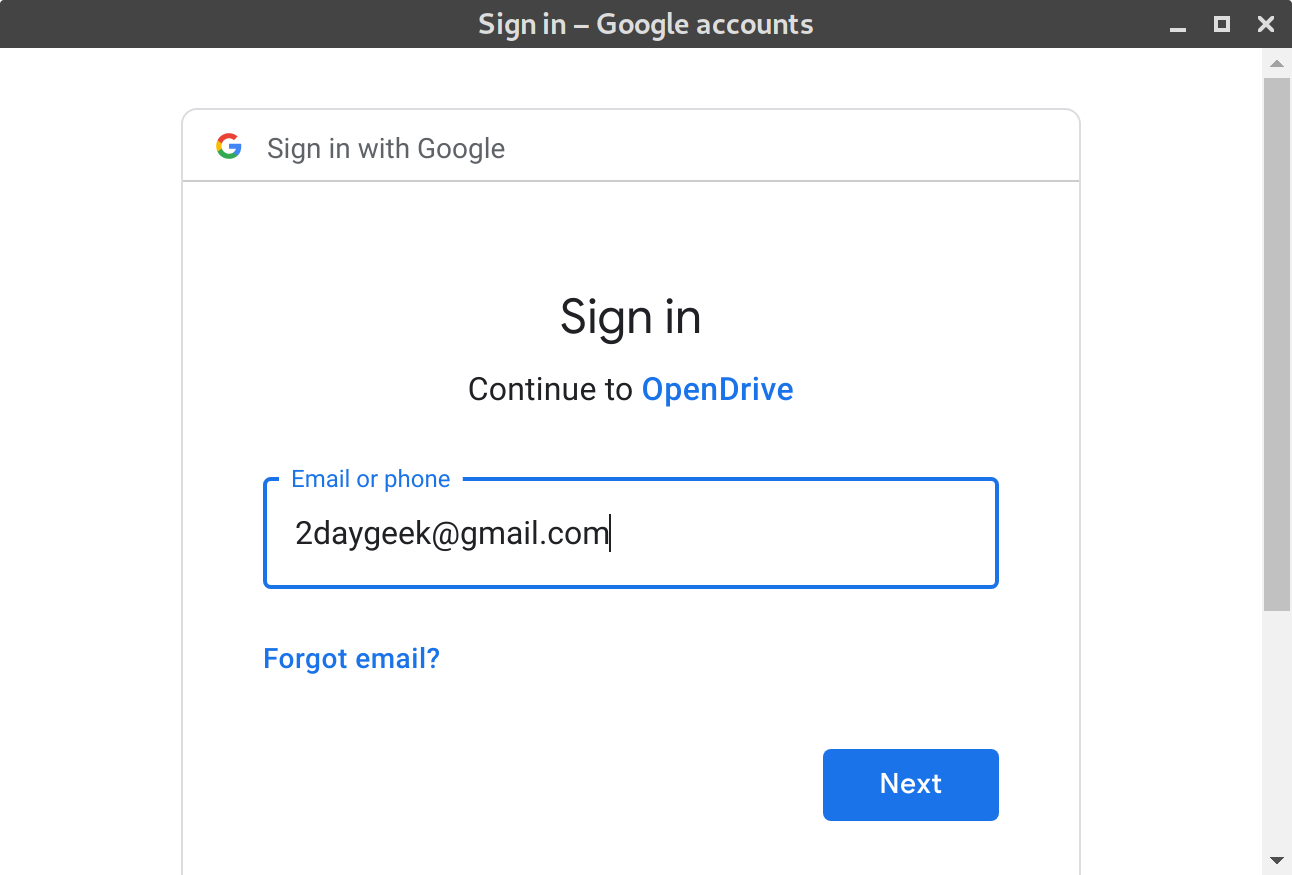 Sign in – Google accounts
Sign in with Google
Sign in
Continue to OpenDrive
Email or phone
2daygeek@gmail.com
Forgot email?
Next